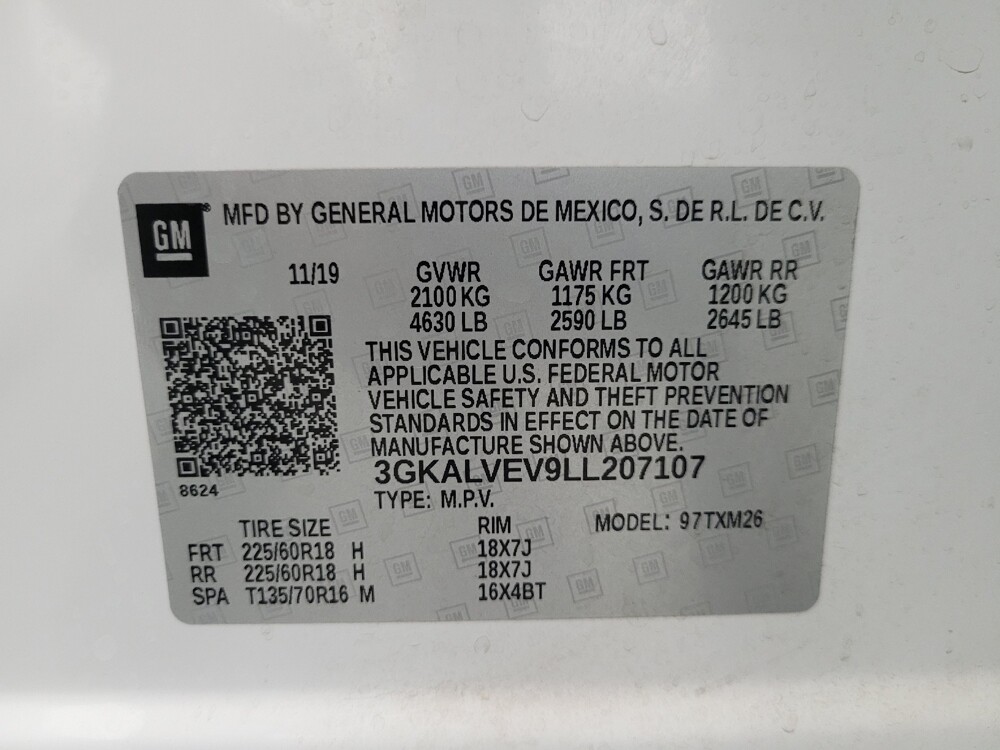 GM
MFD BY GENERAL MOTORS DE MEXICO, S. DE R.L. DE C.V.
11/19 GVWR GAWR FRT GAWR RR
2100 KG 1175 KG 1200 KG
4630 LB 2590 LB 2645 LB
THIS VEHICLE CONFORMS TO ALL
APPLICABLE U.S. FEDERAL MOTOR
VEHICLE SAFETY AND THEFT PREVENTION
STANDARDS IN EFFECT ON THE DATE OF
MANUFACTURE SHOWN ABOVE.
3GKALVEV9LL207107
8624
TYPE: M.P.V.
TIRE SIZE RIM MODEL: 97TXM26
FRT 225/60R18 H 18X7J
RR 225/60R18 H 18X7J
SPA T135/70R16 M 16X4BT